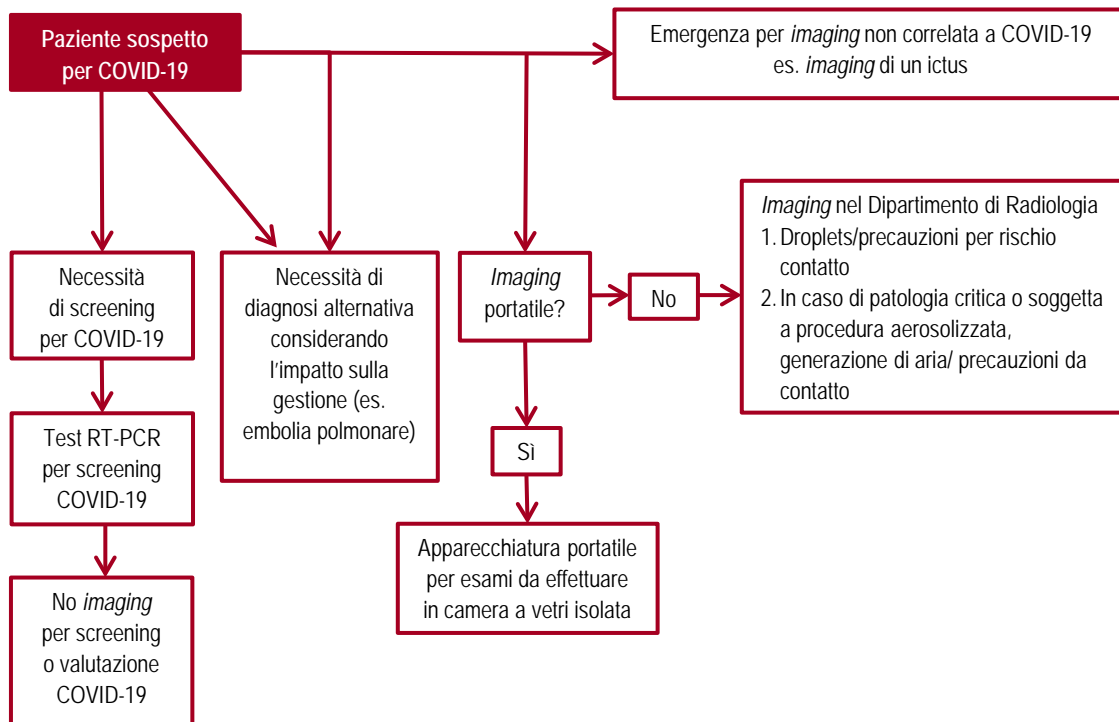 Paziente sospetto
per COVID-19
Emergenza per imaging non correlata a COVID-19
es. imaging di un ictus
Necessità
di screening
per COVID-19
Test RT-PCR
per screening
COVID-19
No imaging
per screening
o valutazione
COVID-19
Necessità di
diagnosi alternativa
considerando
l'impatto sulla
gestione (es.
embolia polmonare)
Imaging
portatile?
No
Sì
Apparecchiatura portatile
per esami da effettuare
in camera a vetri isolata
Imaging nel Dipartimento di Radiologia
1. Droplets/precauzioni per rischio
contatto
2. In caso di patologia critica o soggetta
a procedura aerosolizzata,
generazione di aria/ precauzioni da
contatto